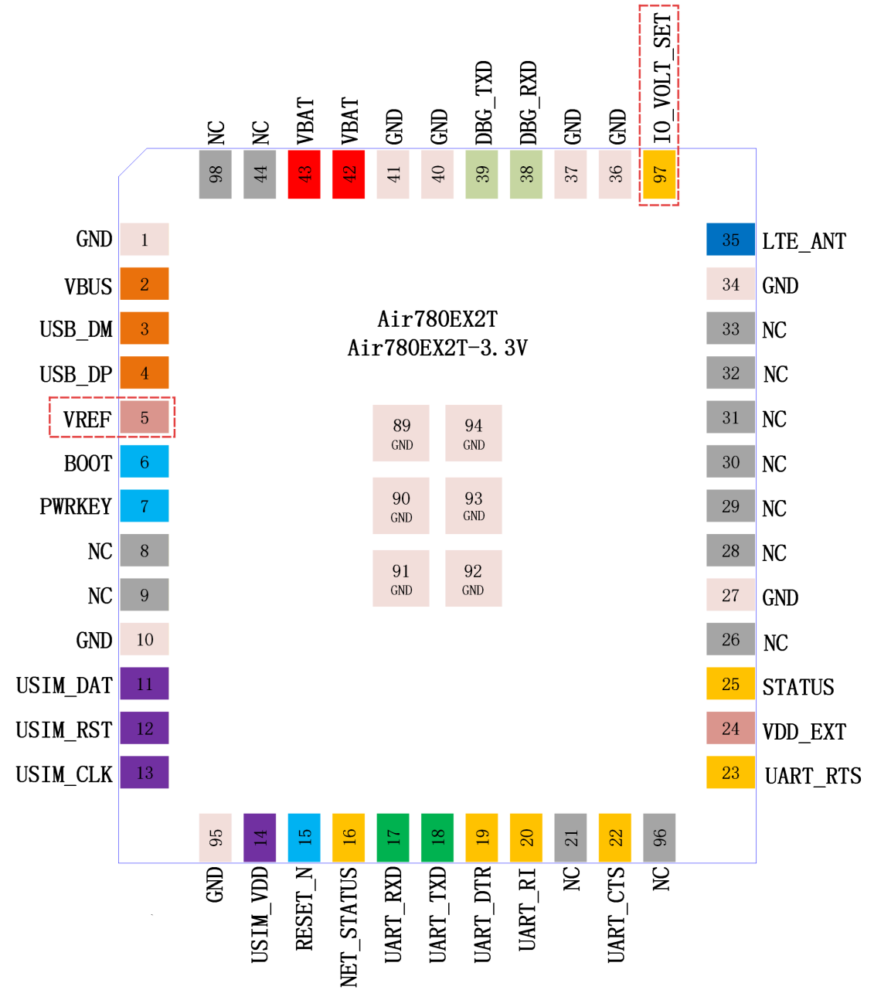 IO_VOLT_SET
NC
NC
VBAT
VBAT
GND
GND
DBG_TXD
DBG_RXD
GND
GND
98
44
43
42
41
40
39
38
37
36
97
GND 1
VBUS 2
USB_DM 3
USB_DP 4
VREF 5
BOOT 6
PWRKEY 7
NC 8
NC 9
GND 10
USIM_DAT 11
USIM_RST 12
USIM_CLK 13
Air780EX2T
Air780EX2T-3.3V
89
GND
94
GND
90
GND
93
GND
91
GND
92
GND
35 LTE_ANT
34 GND
33 NC
32 NC
31 NC
30 NC
29 NC
28 NC
27 GND
26 NC
25 STATUS
24 VDD_EXT
23 UART_RTS
95
14
15
16
17
18
19
20
21
22
96
GND
USIM_VDD
RESET_N
NET_STATUS
UART_RXD
UART_TXD
UART_DTR
UART_RI
NC
UART_CTS
NC